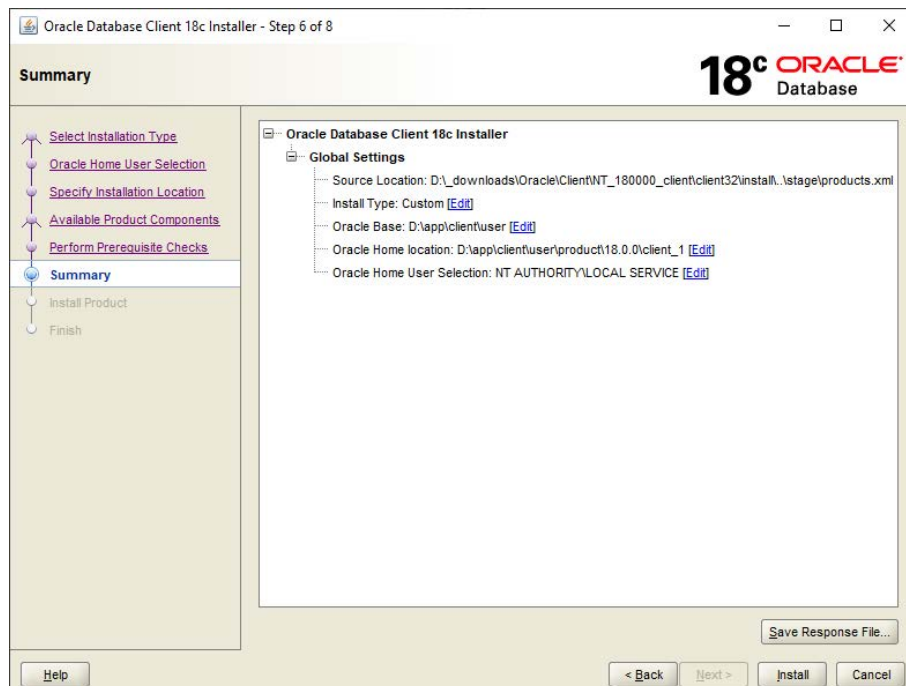 Oracle Database Client 18c Installer - Step 6 of 8
Summary
18c ORACLE
Database
Select Installation Type
Oracle Home User Selection
Specify Installation Location
Available Product Components
Perform Prerequisite Checks
Summary
Install Product
Finish
Oracle Database Client 18c Installer
Global Settings
Source Location: D:\_downloads\Oracle\Client\NT_180000_client\client32\install\..\stage\products.xml
Install Type: Custom [Edit]
Oracle Base: D:\app\client\user [Edit]
Oracle Home location: D:\app\client\user\product\18.0.0\client_1 [Edit]
Oracle Home User Selection: NT AUTHORITY\LOCAL SERVICE [Edit]
Save Response File...
Help
< Back
Next >
Install
Cancel